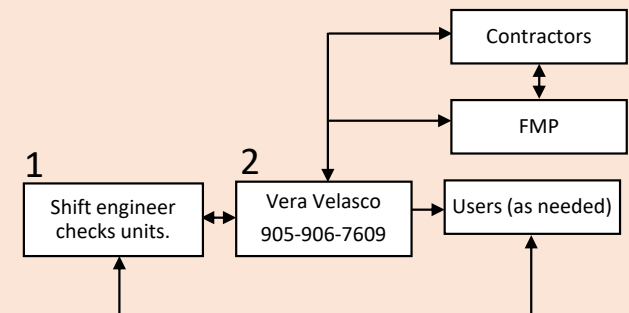 Contractors
FMP
1
2
Shift engineer
checks units.
Vera Velasco
905-906-7609
Users (as needed)